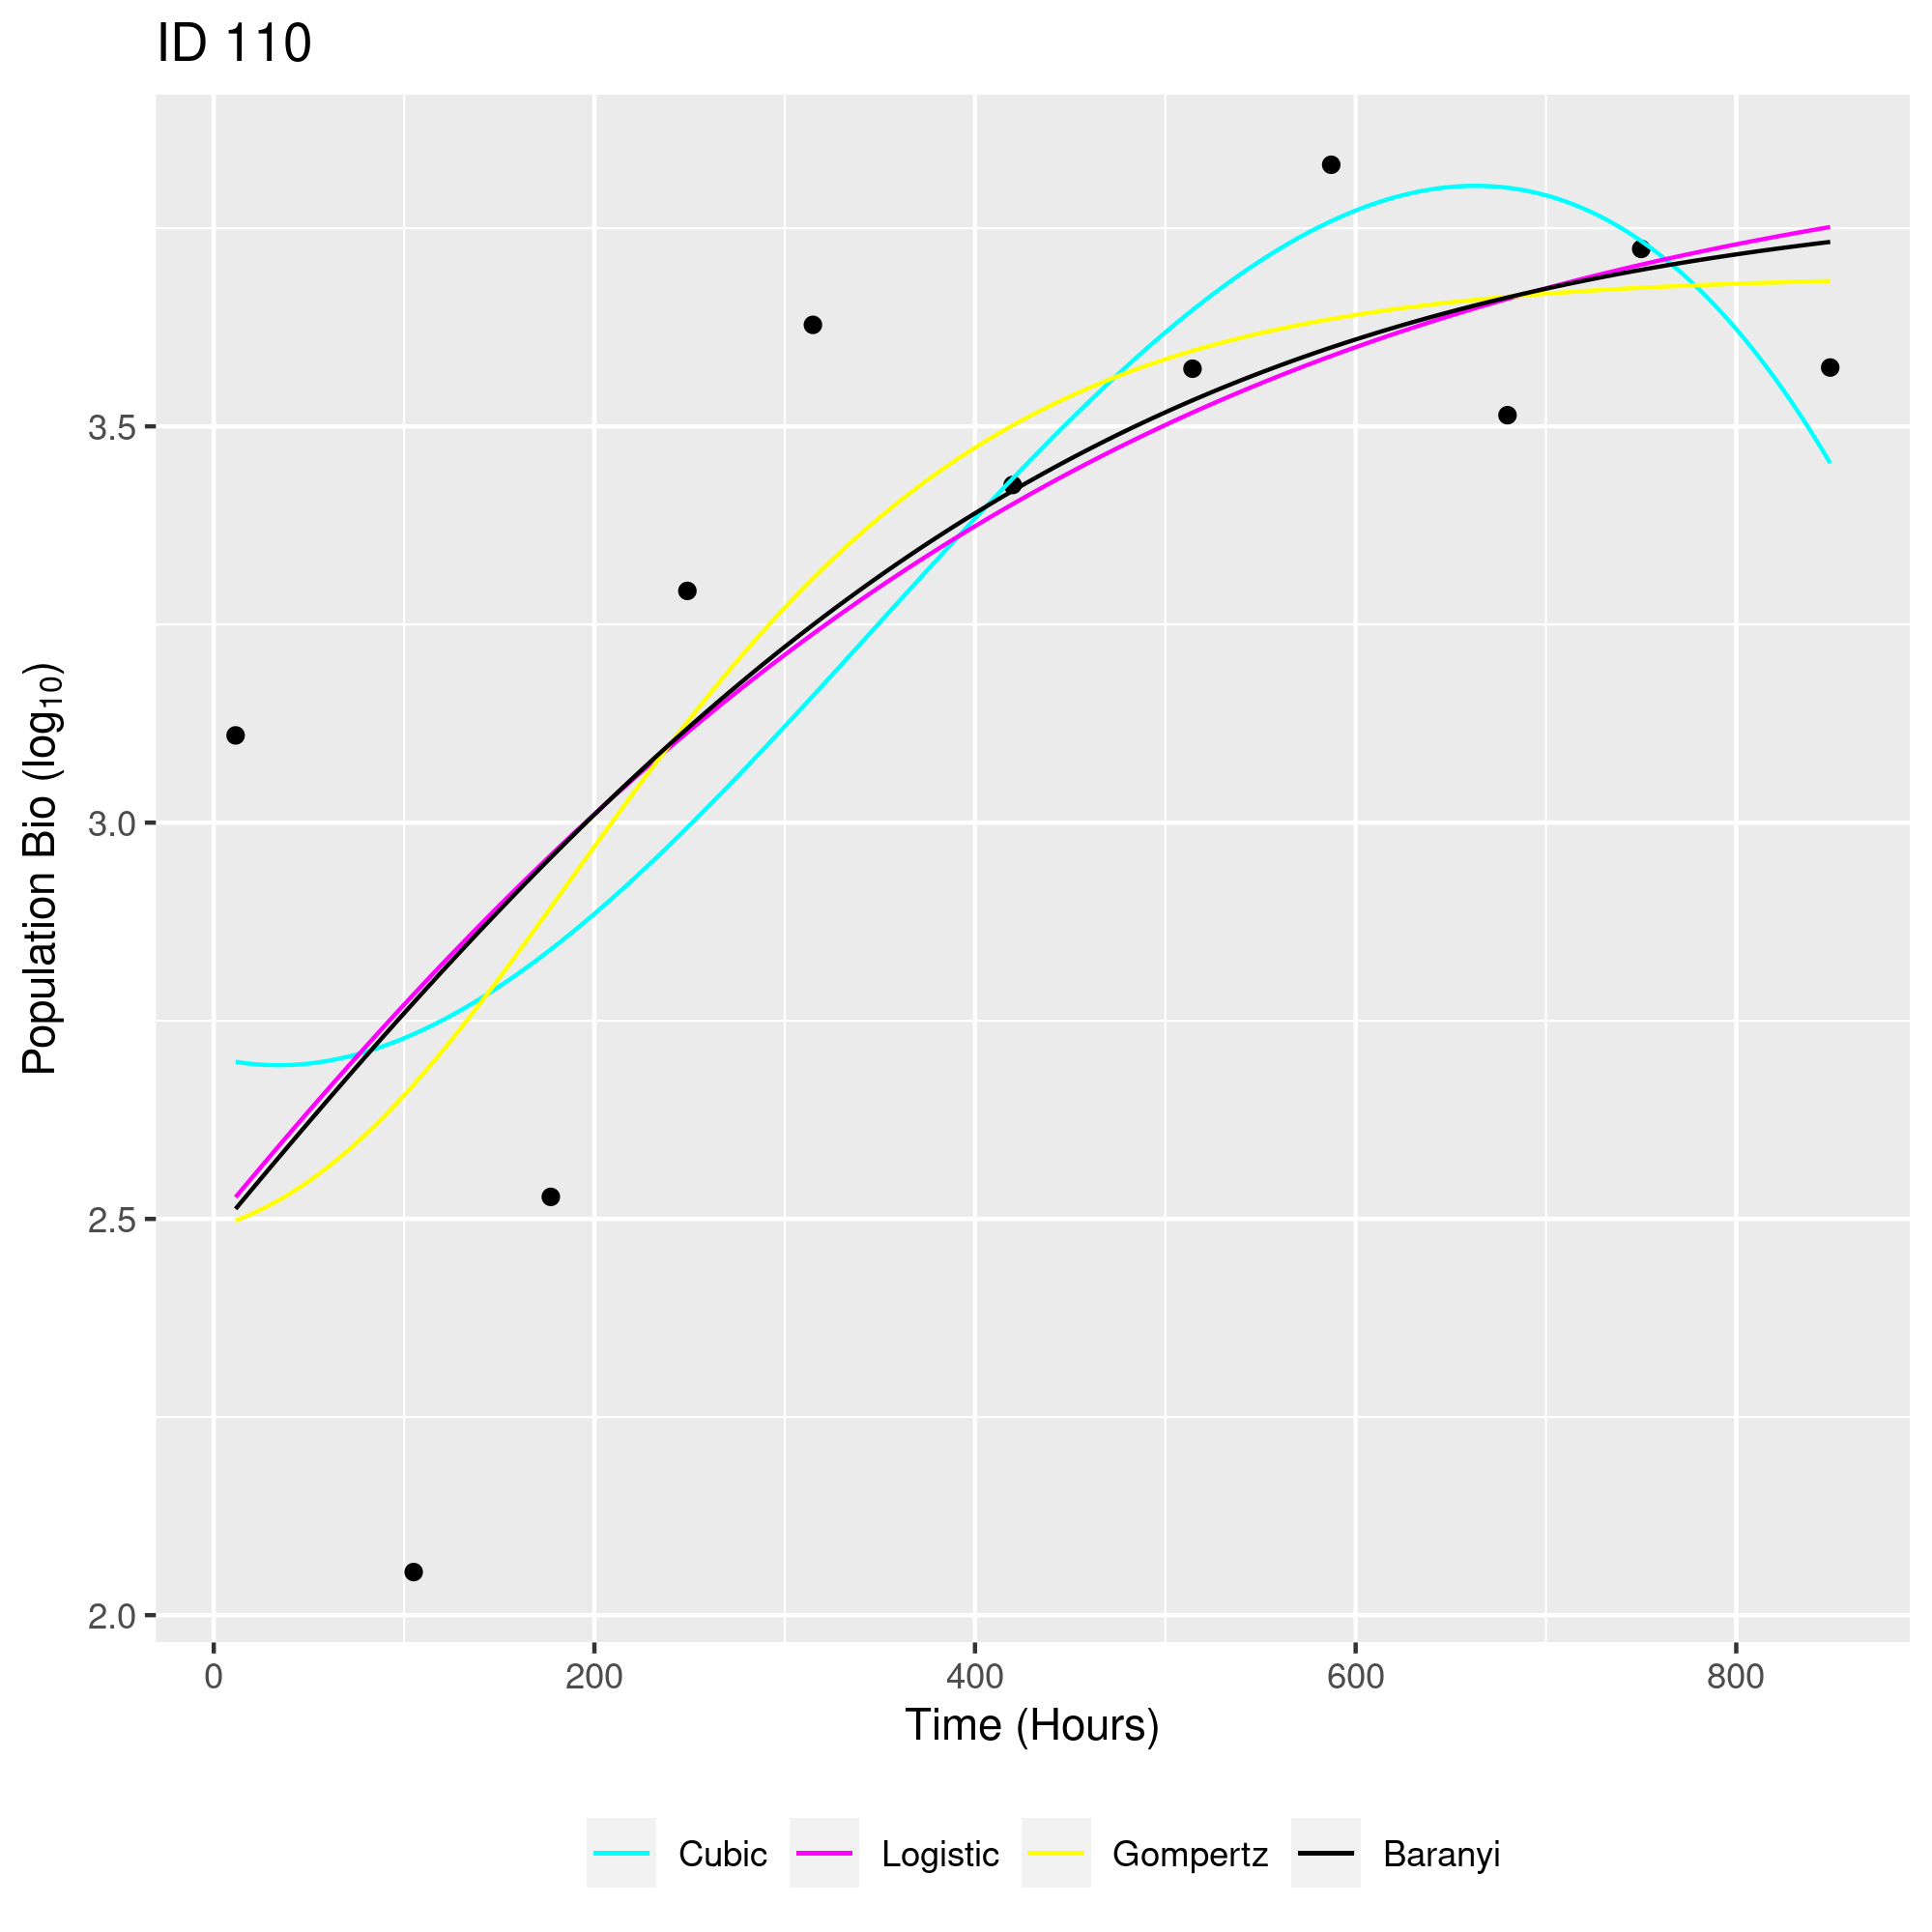 ID 110
Population Bio (log₁₀)
3.5
3.0
2.5
2.0
0 200 400 600 800
Time (Hours)
Cubic Logistic Gompertz Baranyi